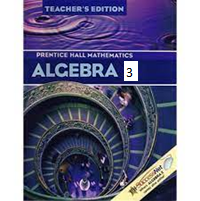 TEACHER'S EDITION
PRENTICE HALL MATHEMATICS
ALGEBRA 3